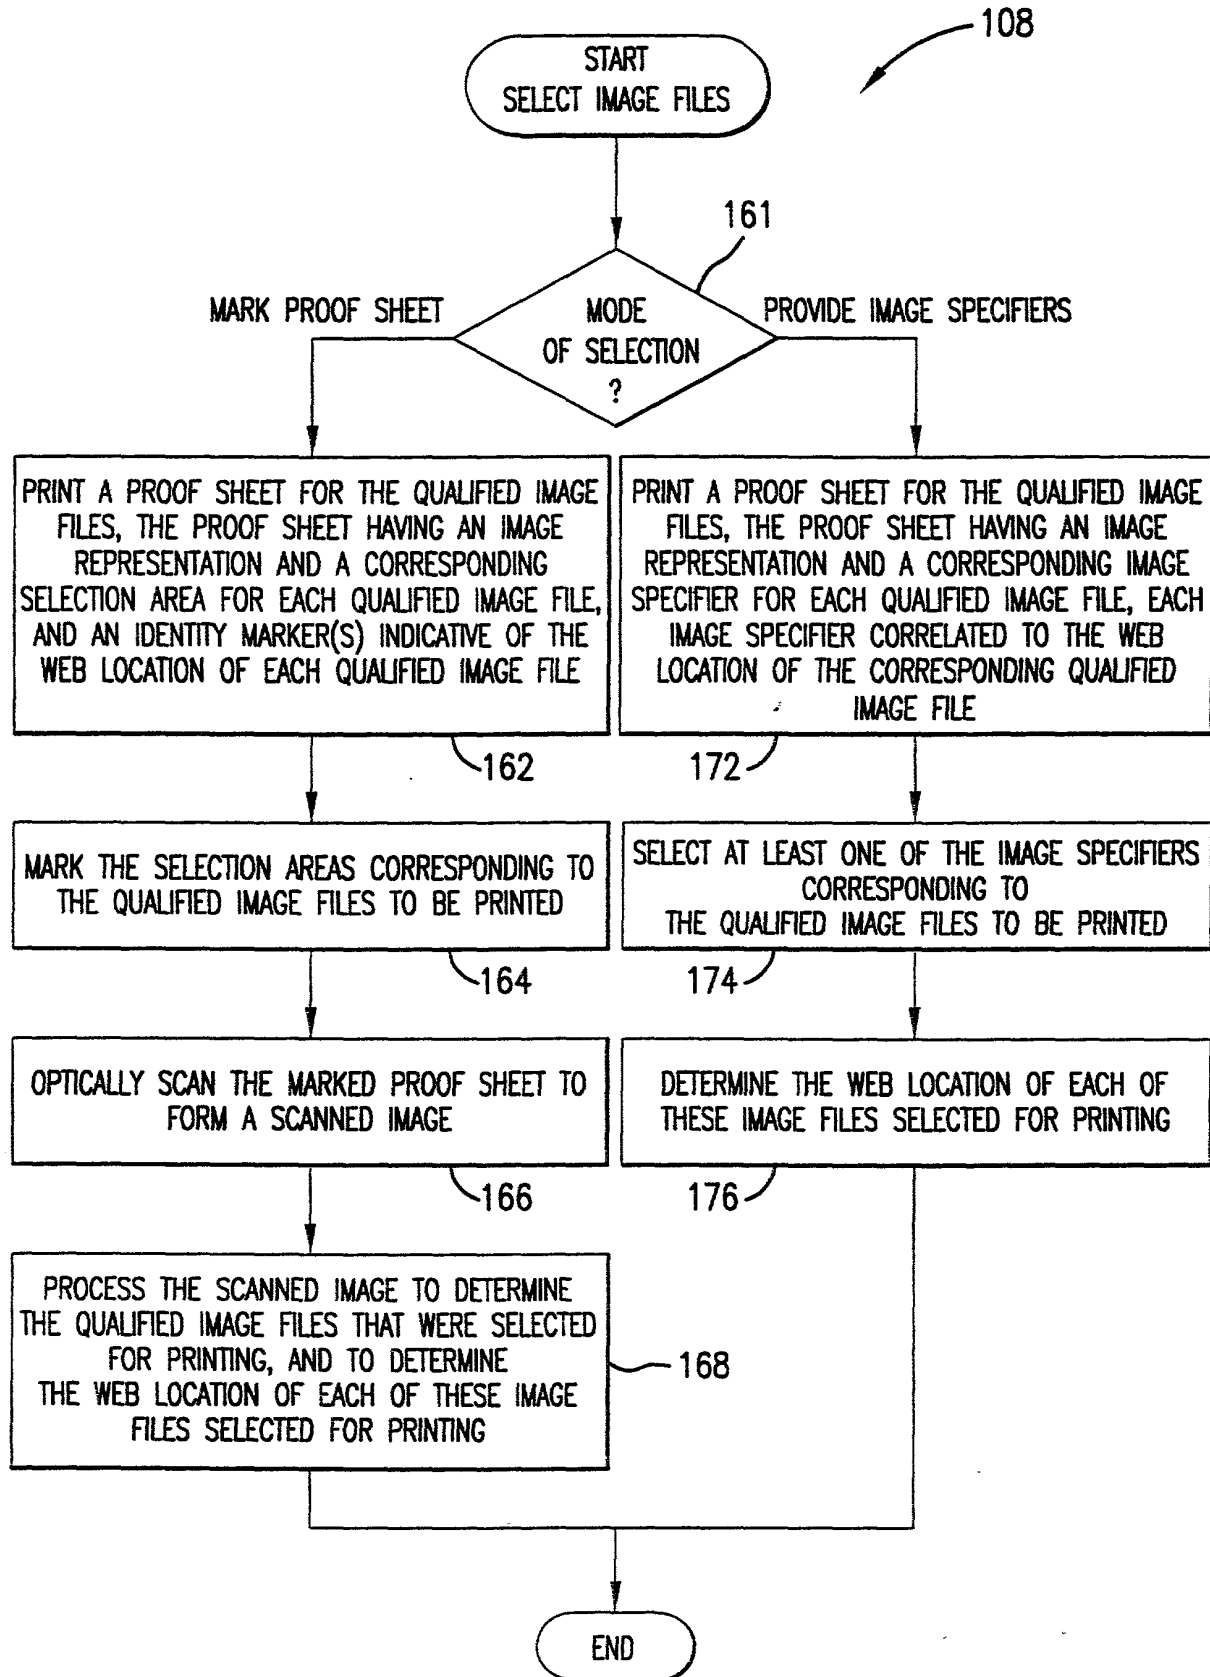 108
START
SELECT IMAGE FILES
161
MARK PROOF SHEET
MODE
OF SELECTION
?
PROVIDE IMAGE SPECIFIERS
PRINT A PROOF SHEET FOR THE QUALIFIED IMAGE
FILES, THE PROOF SHEET HAVING AN IMAGE
REPRESENTATION AND A CORRESPONDING
SELECTION AREA FOR EACH QUALIFIED IMAGE FILE,
AND AN IDENTITY MARKER(S) INDICATIVE OF THE
WEB LOCATION OF EACH QUALIFIED IMAGE FILE
162
PRINT A PROOF SHEET FOR THE QUALIFIED IMAGE
FILES, THE PROOF SHEET HAVING AN IMAGE
REPRESENTATION AND A CORRESPONDING IMAGE
SPECIFIER FOR EACH QUALIFIED IMAGE FILE, EACH
IMAGE SPECIFIER CORRELATED TO THE WEB
LOCATION OF THE CORRESPONDING QUALIFIED
IMAGE FILE
172
MARK THE SELECTION AREAS CORRESPONDING TO
THE QUALIFIED IMAGE FILES TO BE PRINTED
164
SELECT AT LEAST ONE OF THE IMAGE SPECIFIERS
CORRESPONDING TO
THE QUALIFIED IMAGE FILES TO BE PRINTED
174
OPTICALLY SCAN THE MARKED PROOF SHEET TO
FORM A SCANNED IMAGE
166
DETERMINE THE WEB LOCATION OF EACH OF
THESE IMAGE FILES SELECTED FOR PRINTING
176
PROCESS THE SCANNED IMAGE TO DETERMINE
THE QUALIFIED IMAGE FILES THAT WERE SELECTED
FOR PRINTING, AND TO DETERMINE
THE WEB LOCATION OF EACH OF THESE IMAGE
FILES SELECTED FOR PRINTING
168
END